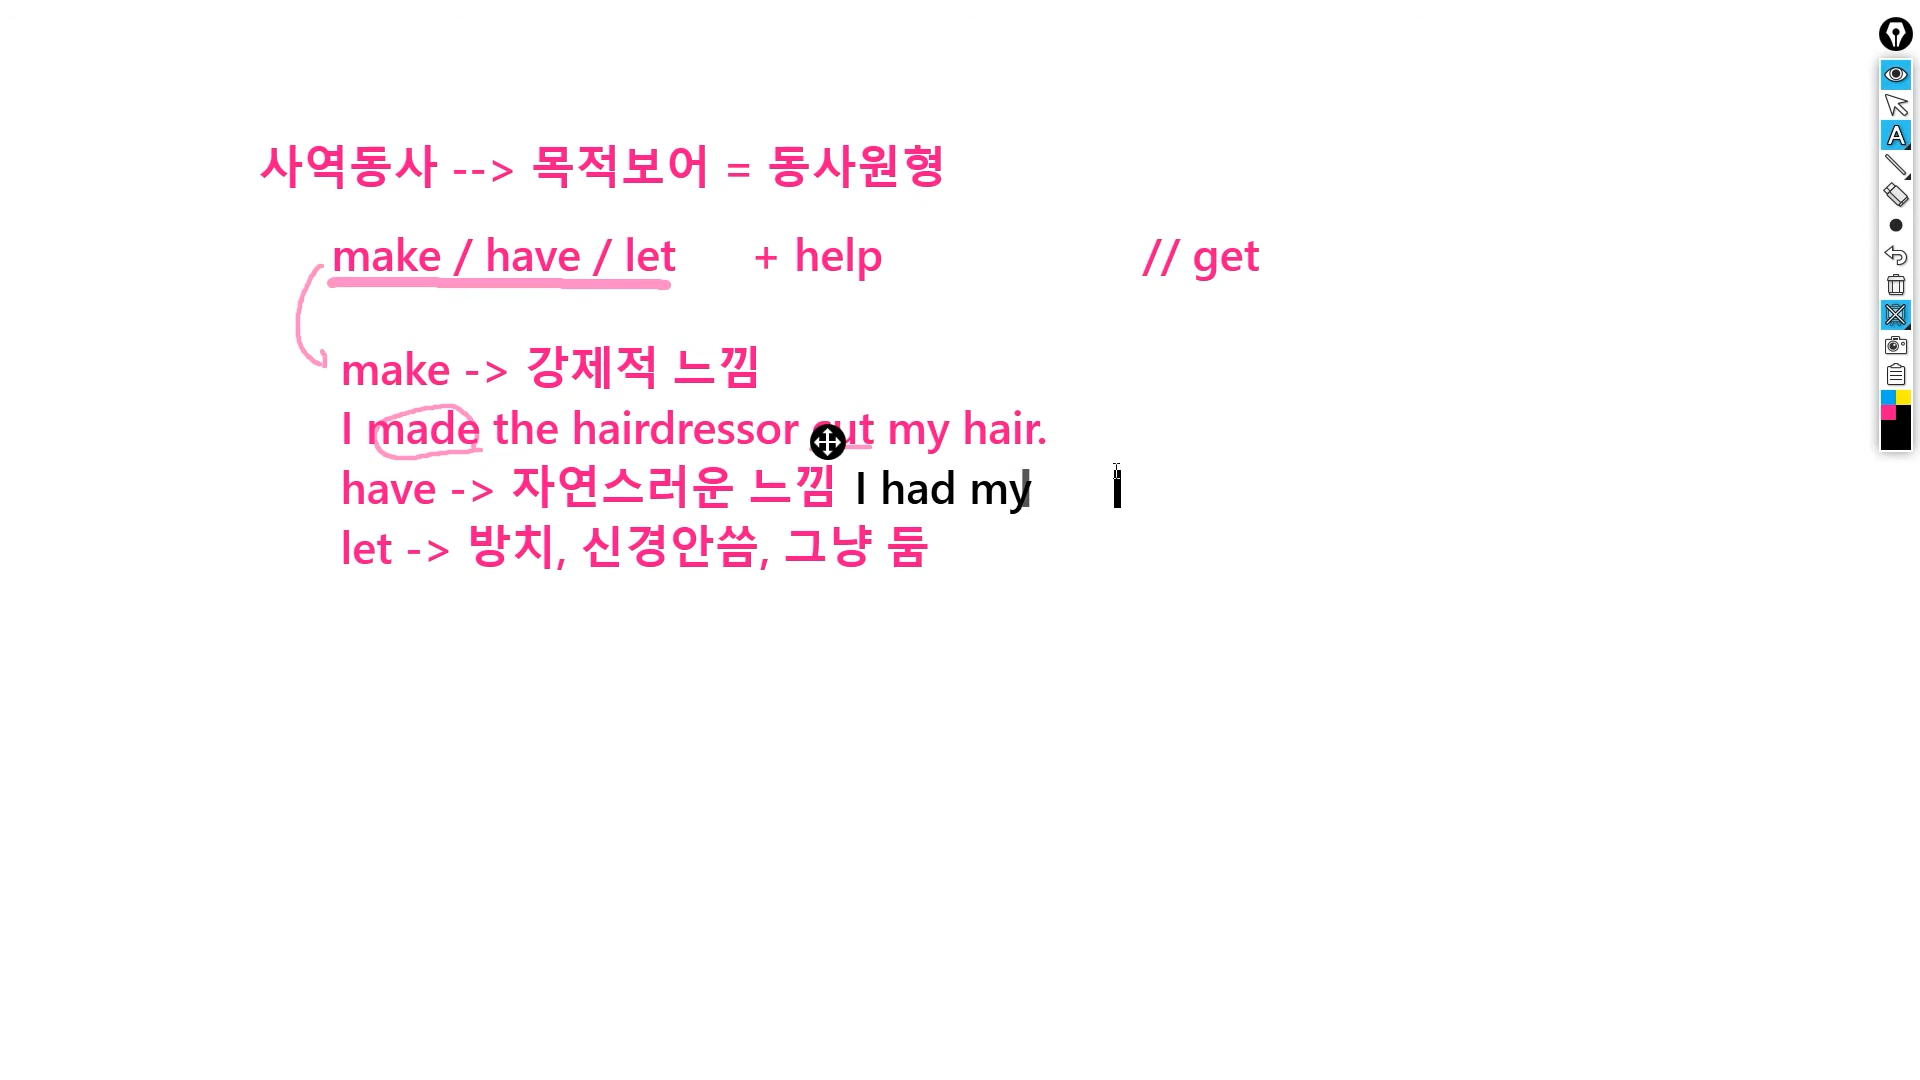 사역동사 --> 목적보어 = 동사원형
make / have / let + help // get
make -> 강제적 느낌
I made the hairdressor cut my hair.
have -> 자연스러운 느낌 I had my
let -> 방치, 신경안씀, 그냥 둠